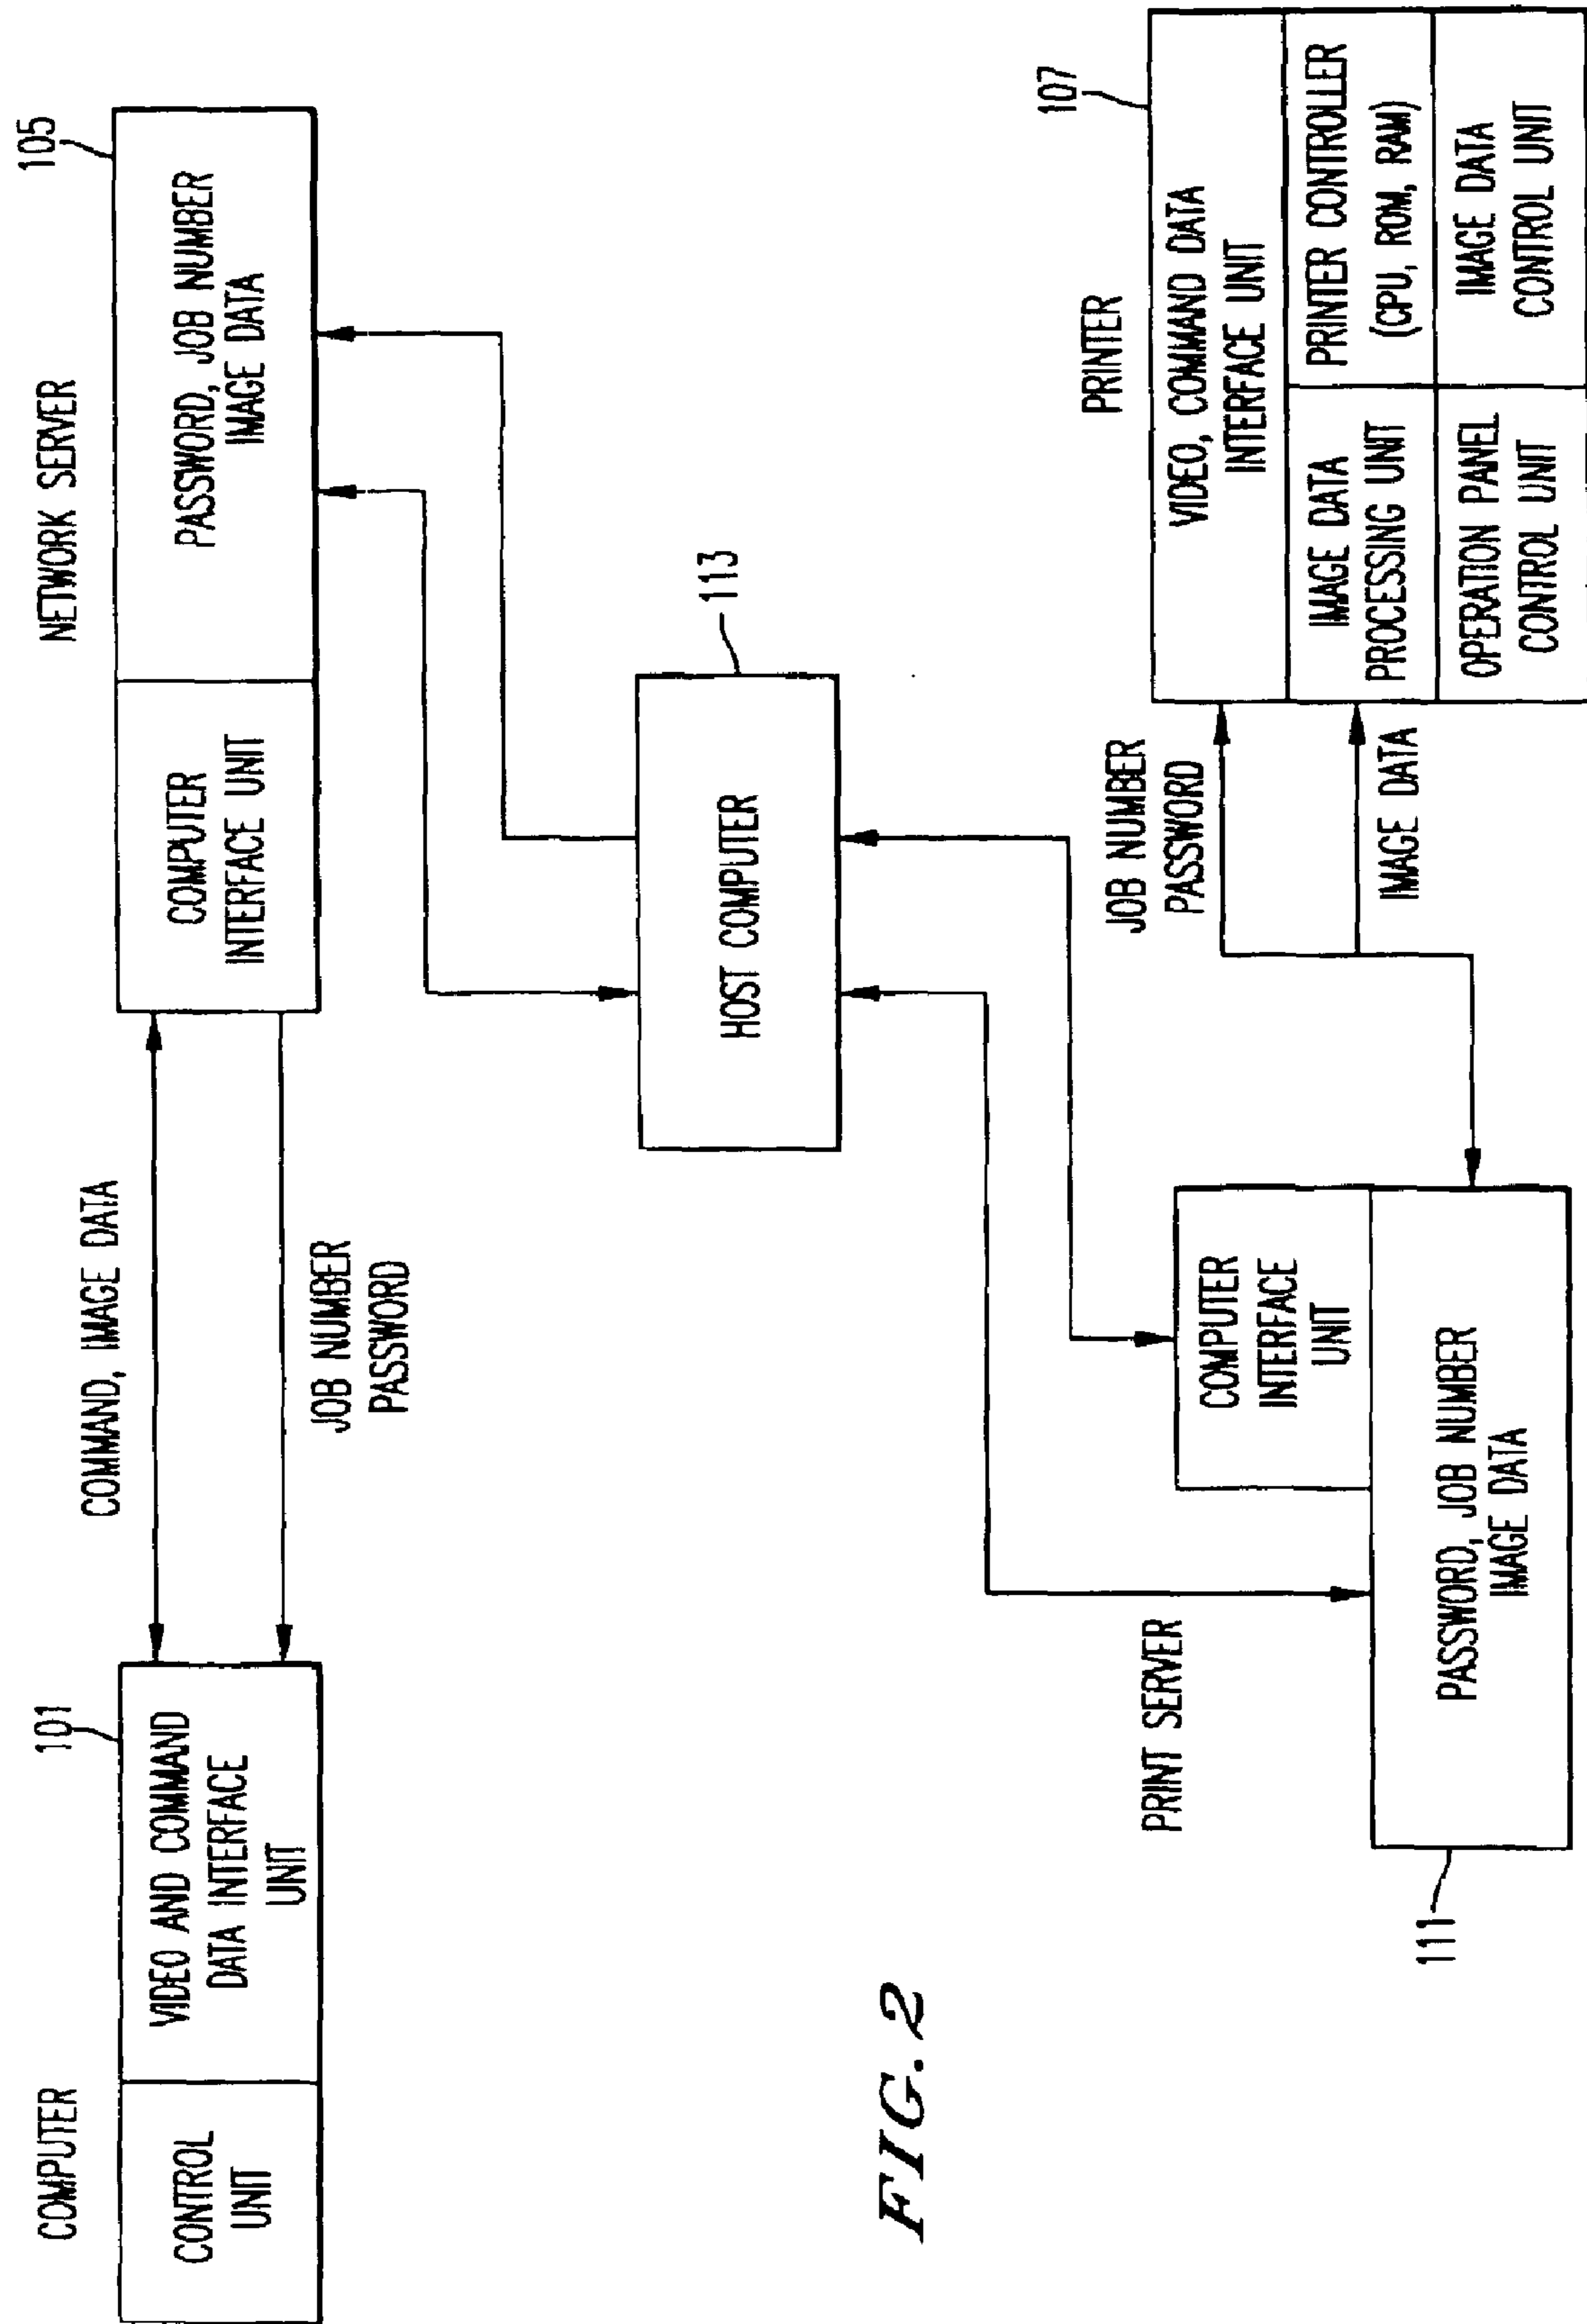 COMPUTER
101
CONTROL
UNIT
VIDEO AND COMMAND
DATA INTERFACE
UNIT
COMMAND, IMAGE DATA
JOB NUMBER
PASSWORD
NETWORK SERVER
105
COMPUTER
INTERFACE UNIT
PASSWORD, JOB NUMBER
IMAGE DATA
HOST COMPUTER
113
PRINT SERVER
COMPUTER
INTERFACE
UNIT
PASSWORD, JOB NUMBER
IMAGE DATA
111
JOB NUMBER
PASSWORD
IMAGE DATA
PRINTER
107
VIDEO, COMMAND DATA
INTERFACE UNIT
IMAGE DATA
PROCESSING UNIT
PRINTER CONTROLLER
(CPU, ROM, RAM)
OPERATION PANEL
CONTROL UNIT
IMAGE DATA
CONTROL UNIT
FIG. 2